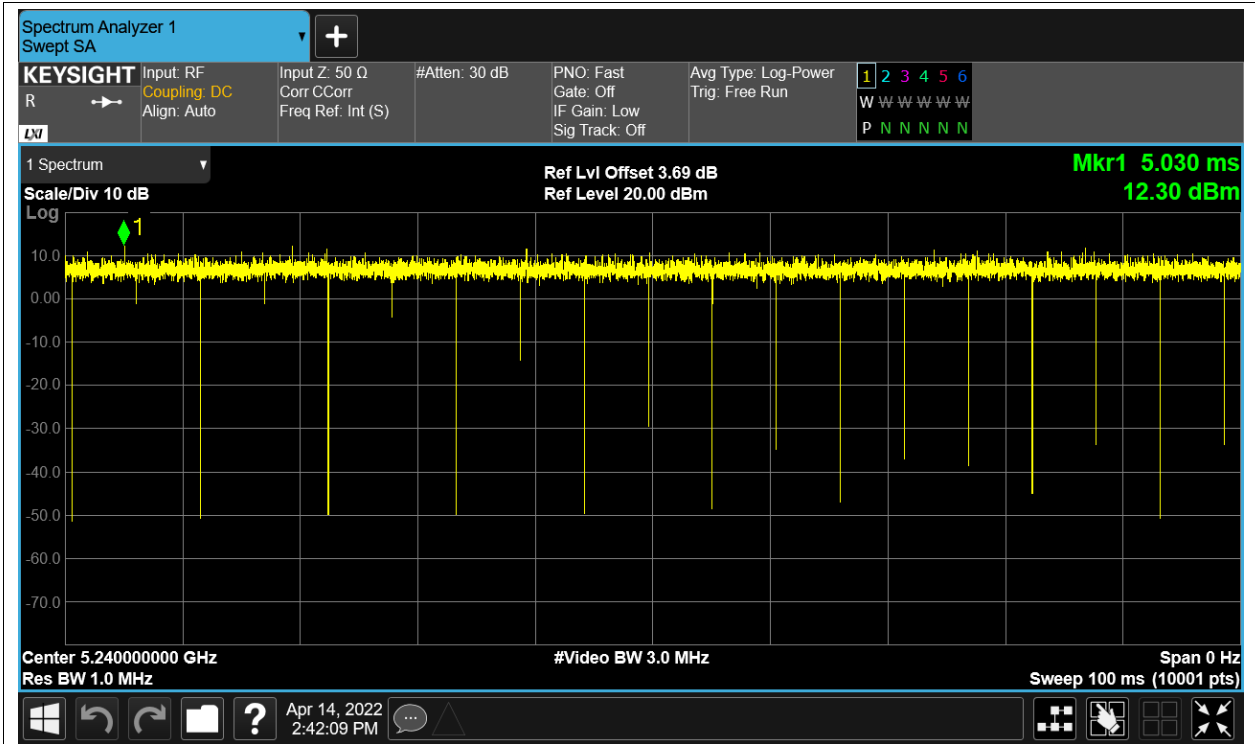 Spectrum Analyzer 1
Swept SA
KEYSIGHT
R
LXI
Input: RF
Coupling: DC
Align: Auto
Input Z: 50 Ω
Corr CCorr
Freq Ref: Int (S)
#Atten: 30 dB
PNO: Fast
Gate: Off
IF Gain: Low
Sig Track: Off
Avg Type: Log-Power
Trig: Free Run
1 2 3 4 5 6
W W W W W W
P N N N N N
1 Spectrum
Scale/Div 10 dB
Ref Lvl Offset 3.69 dB
Ref Level 20.00 dBm
Mkr1 5.030 ms
12.30 dBm
Log
1
10.0
0.00
-10.0
-20.0
-30.0
-40.0
-50.0
-60.0
-70.0
Center 5.240000000 GHz
Res BW 1.0 MHz
#Video BW 3.0 MHz
Span 0 Hz
Sweep 100 ms (10001 pts)
?
Apr 14, 2022
2:42:09 PM